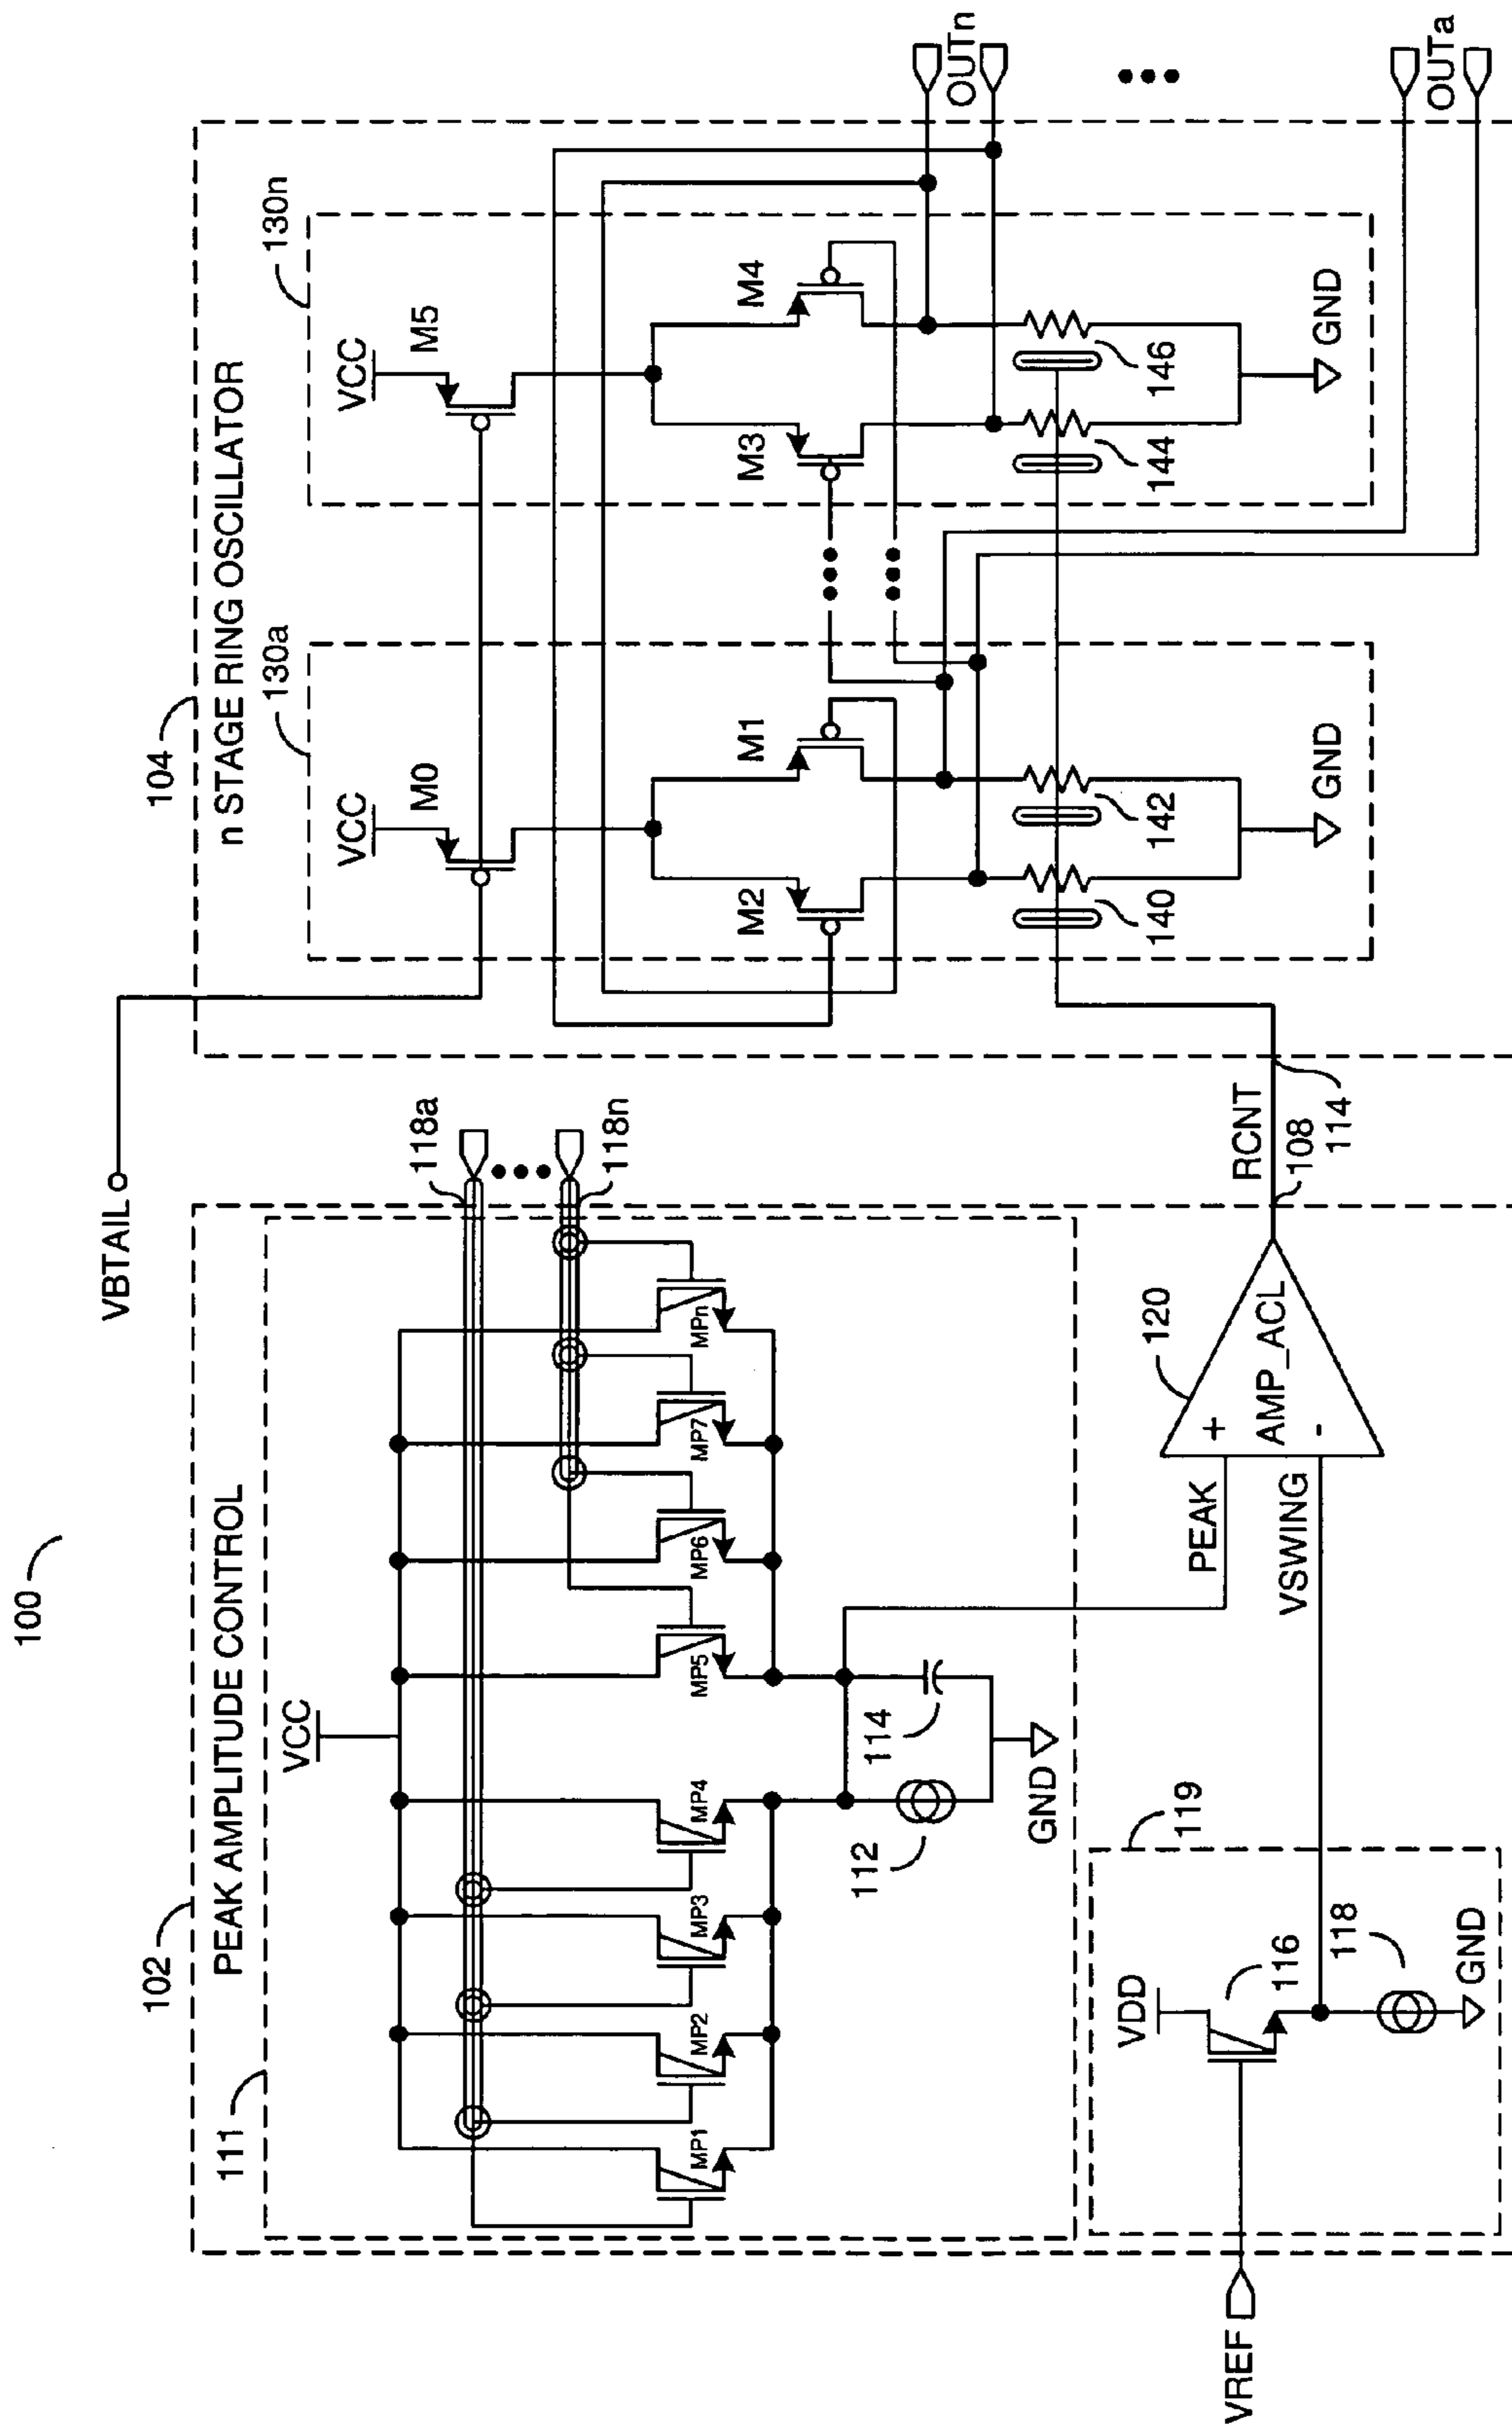 100
102
PEAK AMPLITUDE CONTROL
111
VCC
118a
118n
MP1
MP2
MP3
MP4
MP5
MP6
MP7
MPn
112
114
GND
119
VREF
VDD
116
118
GND
PEAK
VSWING
+
AMP_ACL
-
120
108
RCNT
114
VBTAIL
104
n STAGE RING OSCILLATOR
130a
VCC
M0
M2
M1
140
142
GND
130n
VCC
M5
M3
M4
144
146
GND
OUTn
OUTa